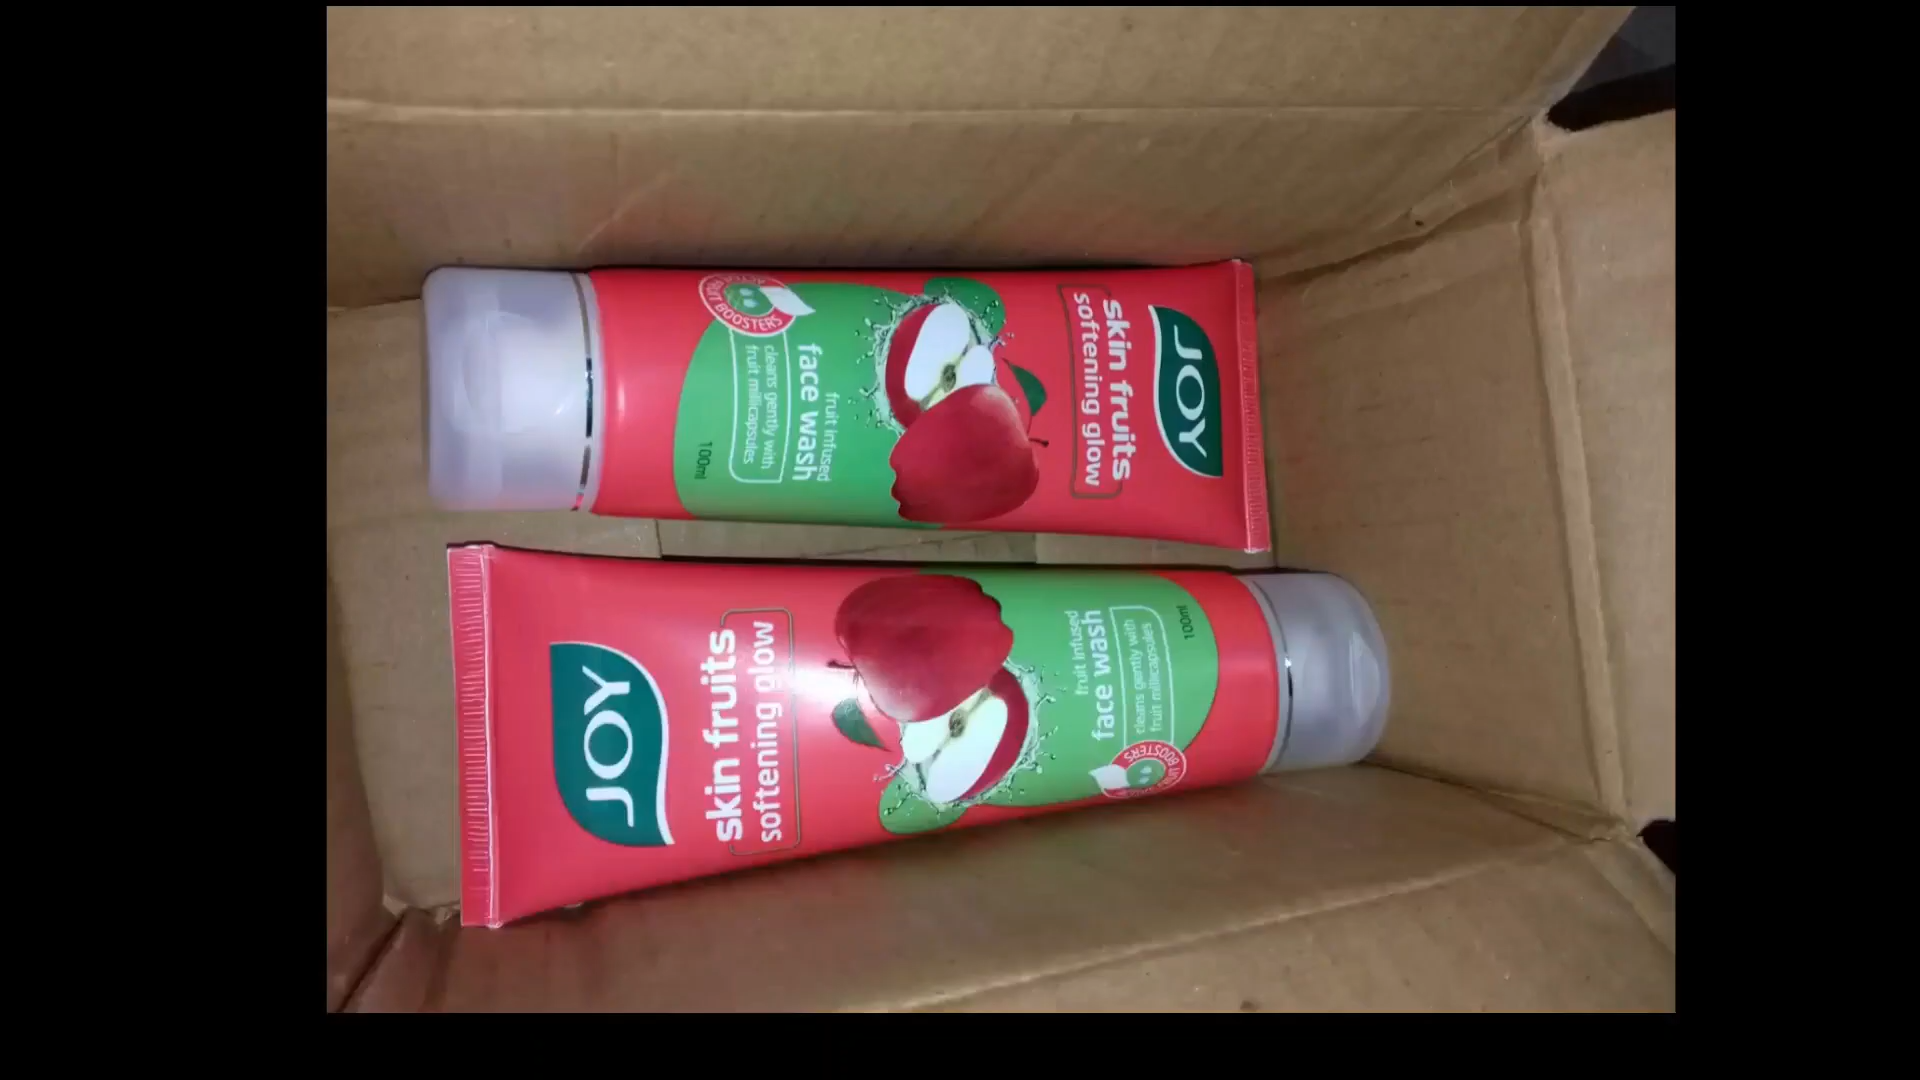 JOY
skin fruits
softening glow
fruit infused
face wash
cleans gently with
fruit millicapsules
FRUIT BOOSTERS
100ml
JOY
skin fruits
softening glow
fruit infused
face wash
cleans gently with
fruit millicapsules
BOOSTERS
100ml